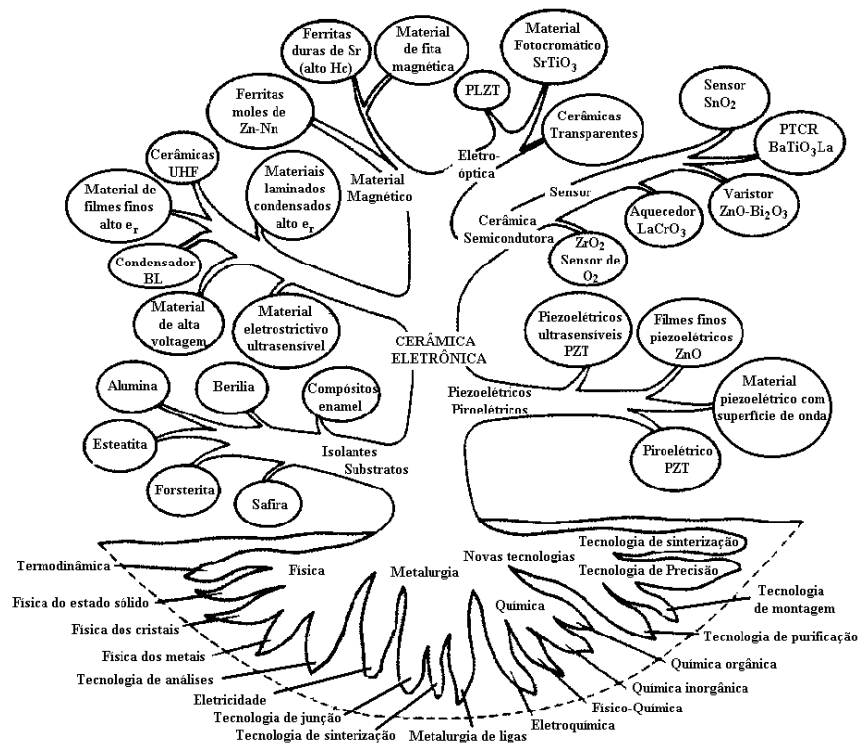 Ferritas
duras de Sr
(alto Hc)
Material
de fita
magnética
Material
Fotocromático
SrTiO3
PLZT
Sensor
SnO2
Ferritas
moles de
Zn-Nn
Cerâmicas
Transparentes
PTCR
BaTiO3La
Cerâmicas
UHF
Materiais
laminados
condensados
alto er
Material
Magnético
Eletro-
óptica
Sensor
Material de
filmes finos
alto er
Varistor
ZnO-Bi2O3
Aquecedor
LaCrO3
Cerâmica
Semicondutora
ZrO2
Sensor de
O2
Condensador
BL
Material
de alta
voltagem
Material
eletrostrictivo
ultrasensível
CERÂMICA
ELETRÔNICA
Piezoelétricos
ultrasensíveis
PZT
Filmes finos
piezoelétricos
ZnO
Alumina
Berília
Compósitos
enamel
Piezoelétricos
Piroelétricos
Material
piezoelétrico com
superfície de onda
Esteatita
Isolantes
Substratos
Piroelétrico
PZT
Forsterita
Safira
Termodinâmica
Física
Metalurgia
Novas tecnologias
Tecnologia de sinterização
Tecnologia de Precisão
Física do estado sólido
Química
Tecnologia
de montagem
Física dos cristais
Tecnologia de purificação
Física dos metais
Química orgânica
Tecnologia de análises
Química inorgânica
Eletricidade
Físico-Química
Tecnologia de junção
Eletroquímica
Tecnologia de sinterização
Metalurgia de ligas